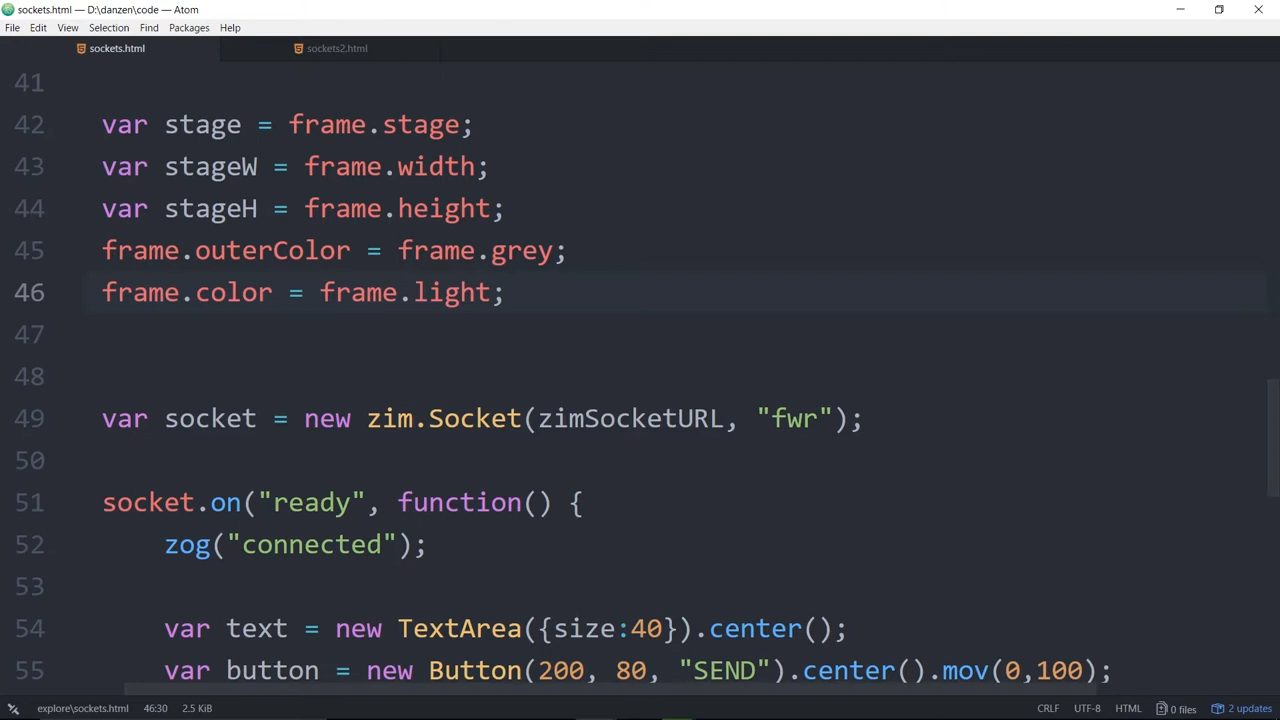 sockets.html — D:\danzen\code — Atom
File Edit View Selection Find Packages Help
sockets.html sockets2.html
41
42 var stage = frame.stage;
43 var stageW = frame.width;
44 var stageH = frame.height;
45 frame.outerColor = frame.grey;
46 frame.color = frame.light;
47
48
49 var socket = new zim.Socket(zimSocketURL, "fwr");
50
51 socket.on("ready", function() {
52 zog("connected");
53
54 var text = new TextArea({size:40}).center();
55 var button = new Button(200, 80, "SEND").center().mov(0,100);
explore\sockets.html 46:30 2.5 KiB CRLF UTF-8 HTML 0 files 2 updates